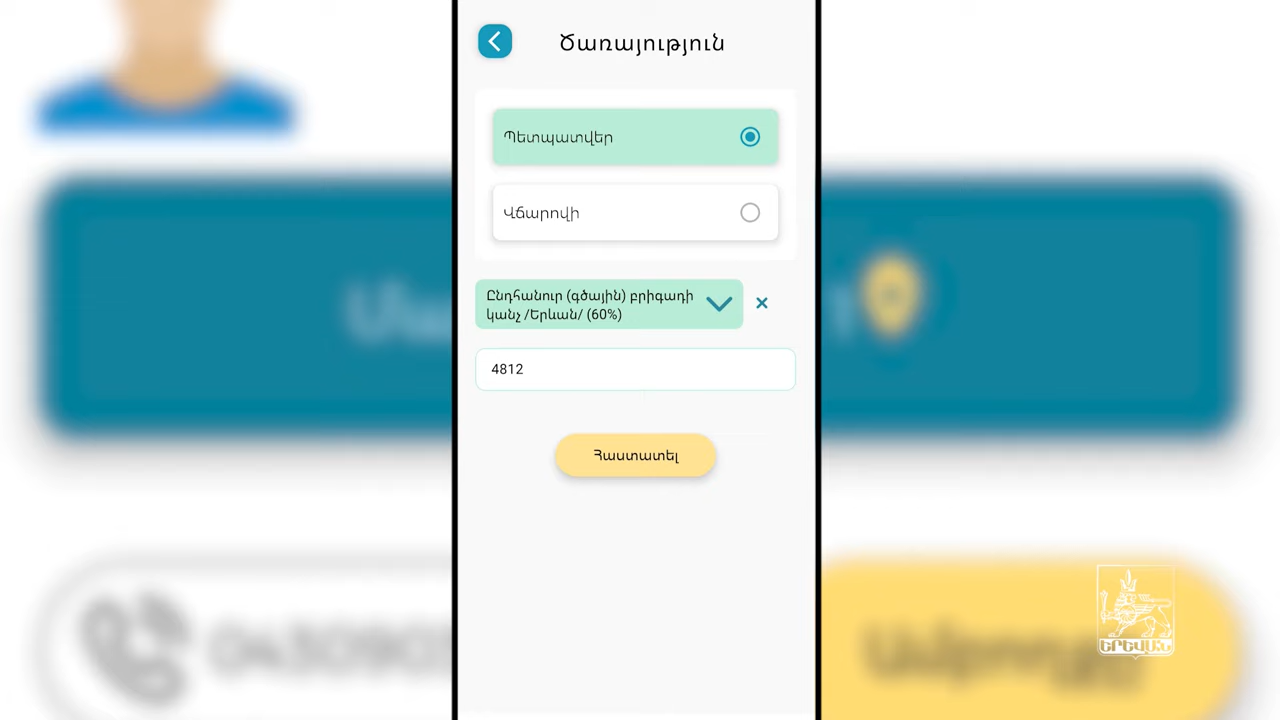 Ծառայություն
Պետպատվեր
Վճարովի
Ընդհանուր (գծային) բրիգադի
կանչ /Երևան/ (60%)
4812
Հաստատել
ԵՐԵՎԱՆ